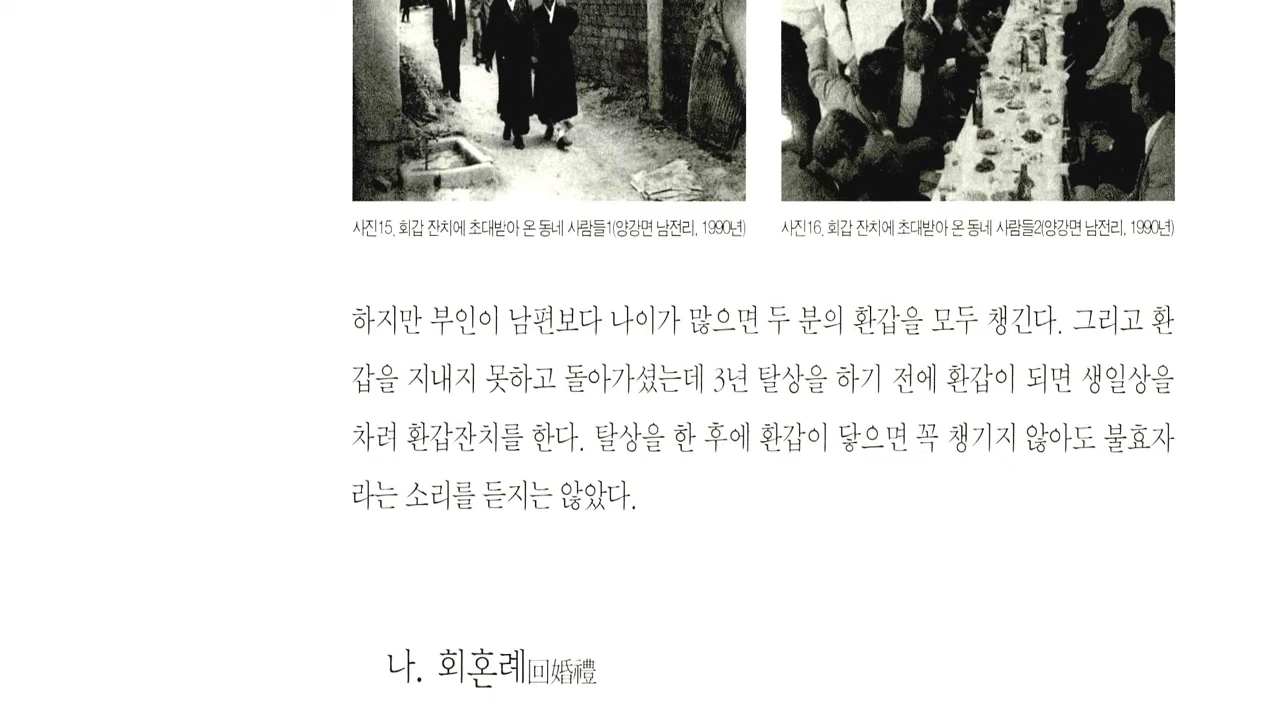 사진15. 회갑 잔치에 초대받아 온 동네 사람들1(양강면 남전리, 1990년)
사진16. 회갑 잔치에 초대받아 온 동네 사람들2(양강면 남전리, 1990년)
하지만 부인이 남편보다 나이가 많으면 두 분의 환갑을 모두 챙긴다. 그리고 환
갑을 지내지 못하고 돌아가셨는데 3년 탈상을 하기 전에 환갑이 되면 생일상을
차려 환갑잔치를 한다. 탈상을 한 후에 환갑이 닿으면 꼭 챙기지 않아도 불효자
라는 소리를 듣지는 않았다.
나. 회혼례回婚禮